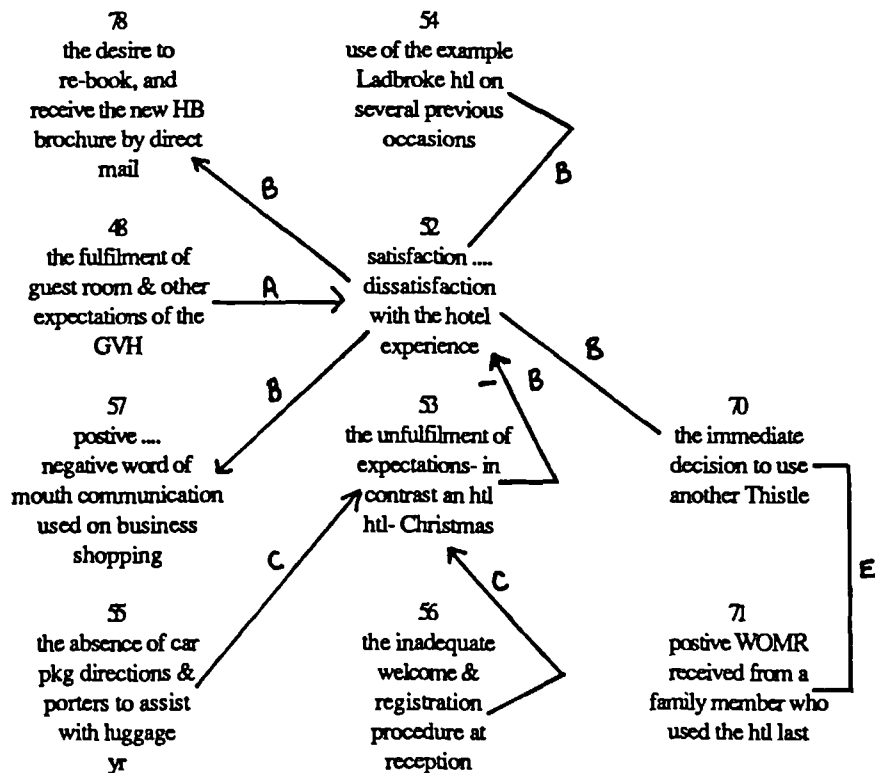 78
the desire to
re-book, and
receive the new HB
brochure by direct
mail
54
use of the example
Ladbroke htl on
several previous
occasions
B
B
48
the fulfilment of
guest room & other
expectations of the
GVH
A
52
satisfaction ....
dissatisfaction
with the hotel
experience
B
B
- B
57
postive ....
negative word of
mouth communication
used on business
shopping
53
the unfulfilment of
expectations- in
contrast an htl
htl- Christmas
70
the immediate
decision to use
another Thistle
C
C
E
55
the absence of car
pkg directions &
porters to assist
with luggage
yr
56
the inadequate
welcome &
registration
procedure at
reception
71
postive WOMR
received from a
family member who
used the htl last